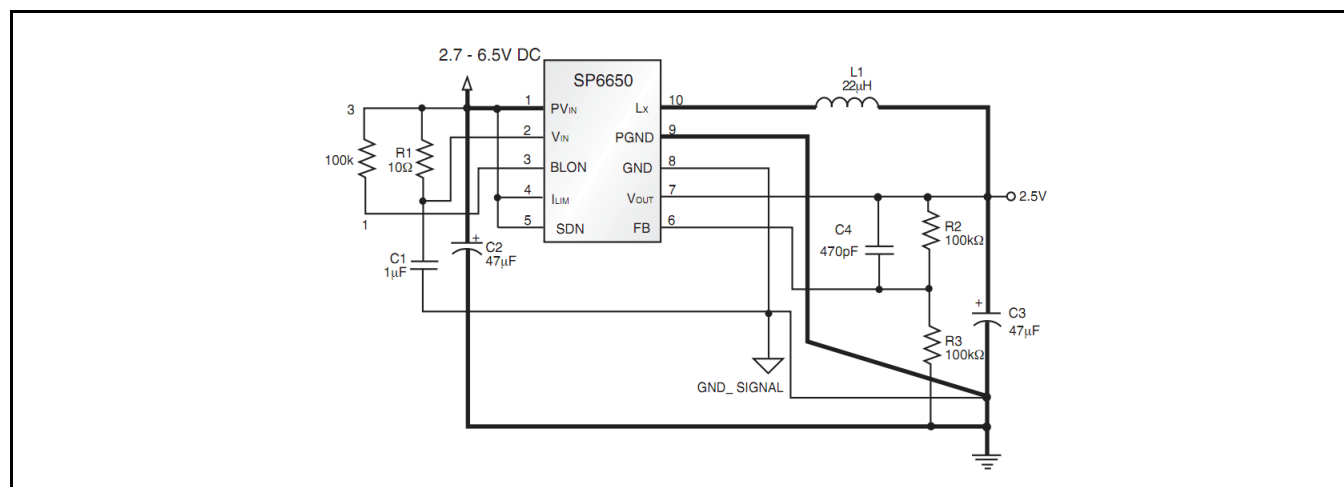 2.7 - 6.5V DC
SP6650
L1
22μH
3
100k
R1
10Ω
1
1
PVIN
2
VIN
3
BLON
4
ILIM
5
SDN
10
LX
9
PGND
8
GND
7
VOUT
6
FB
2.5V
C4
470pF
R2
100kΩ
C1
1μF
C2
+
47μF
GND_ SIGNAL
R3
100kΩ
+
C3
47μF